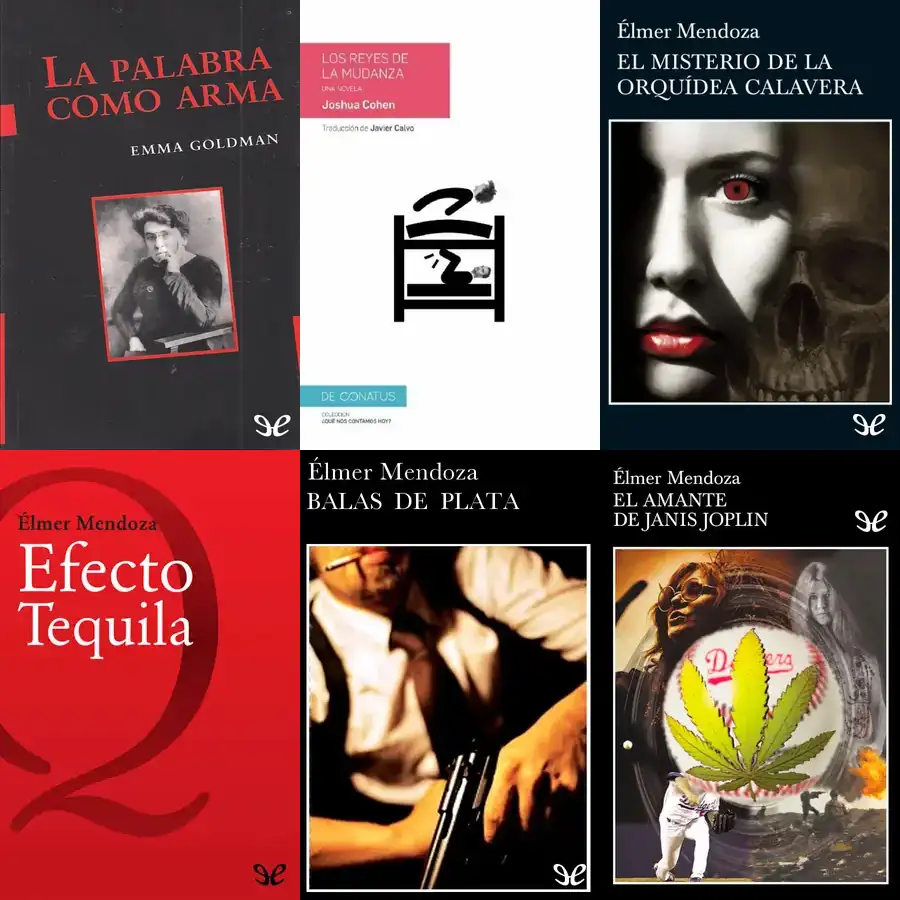 LA PALABRA
COMO ARMA
EMMA GOLDMAN
LOS REYES DE
LA MUDANZA
UNA NOVELA
Joshua Cohen
Traducción de Javier Calvo
DE CONATUS
COLECCIÓN
¿QUÉ NOS CONTAMOS HOY?
Élmer Mendoza
EL MISTERIO DE LA
ORQUÍDEA CALAVERA
Élmer Mendoza
Efecto
Tequila
Q
Élmer Mendoza
BALAS DE PLATA
Élmer Mendoza
EL AMANTE
DE JANIS JOPLIN